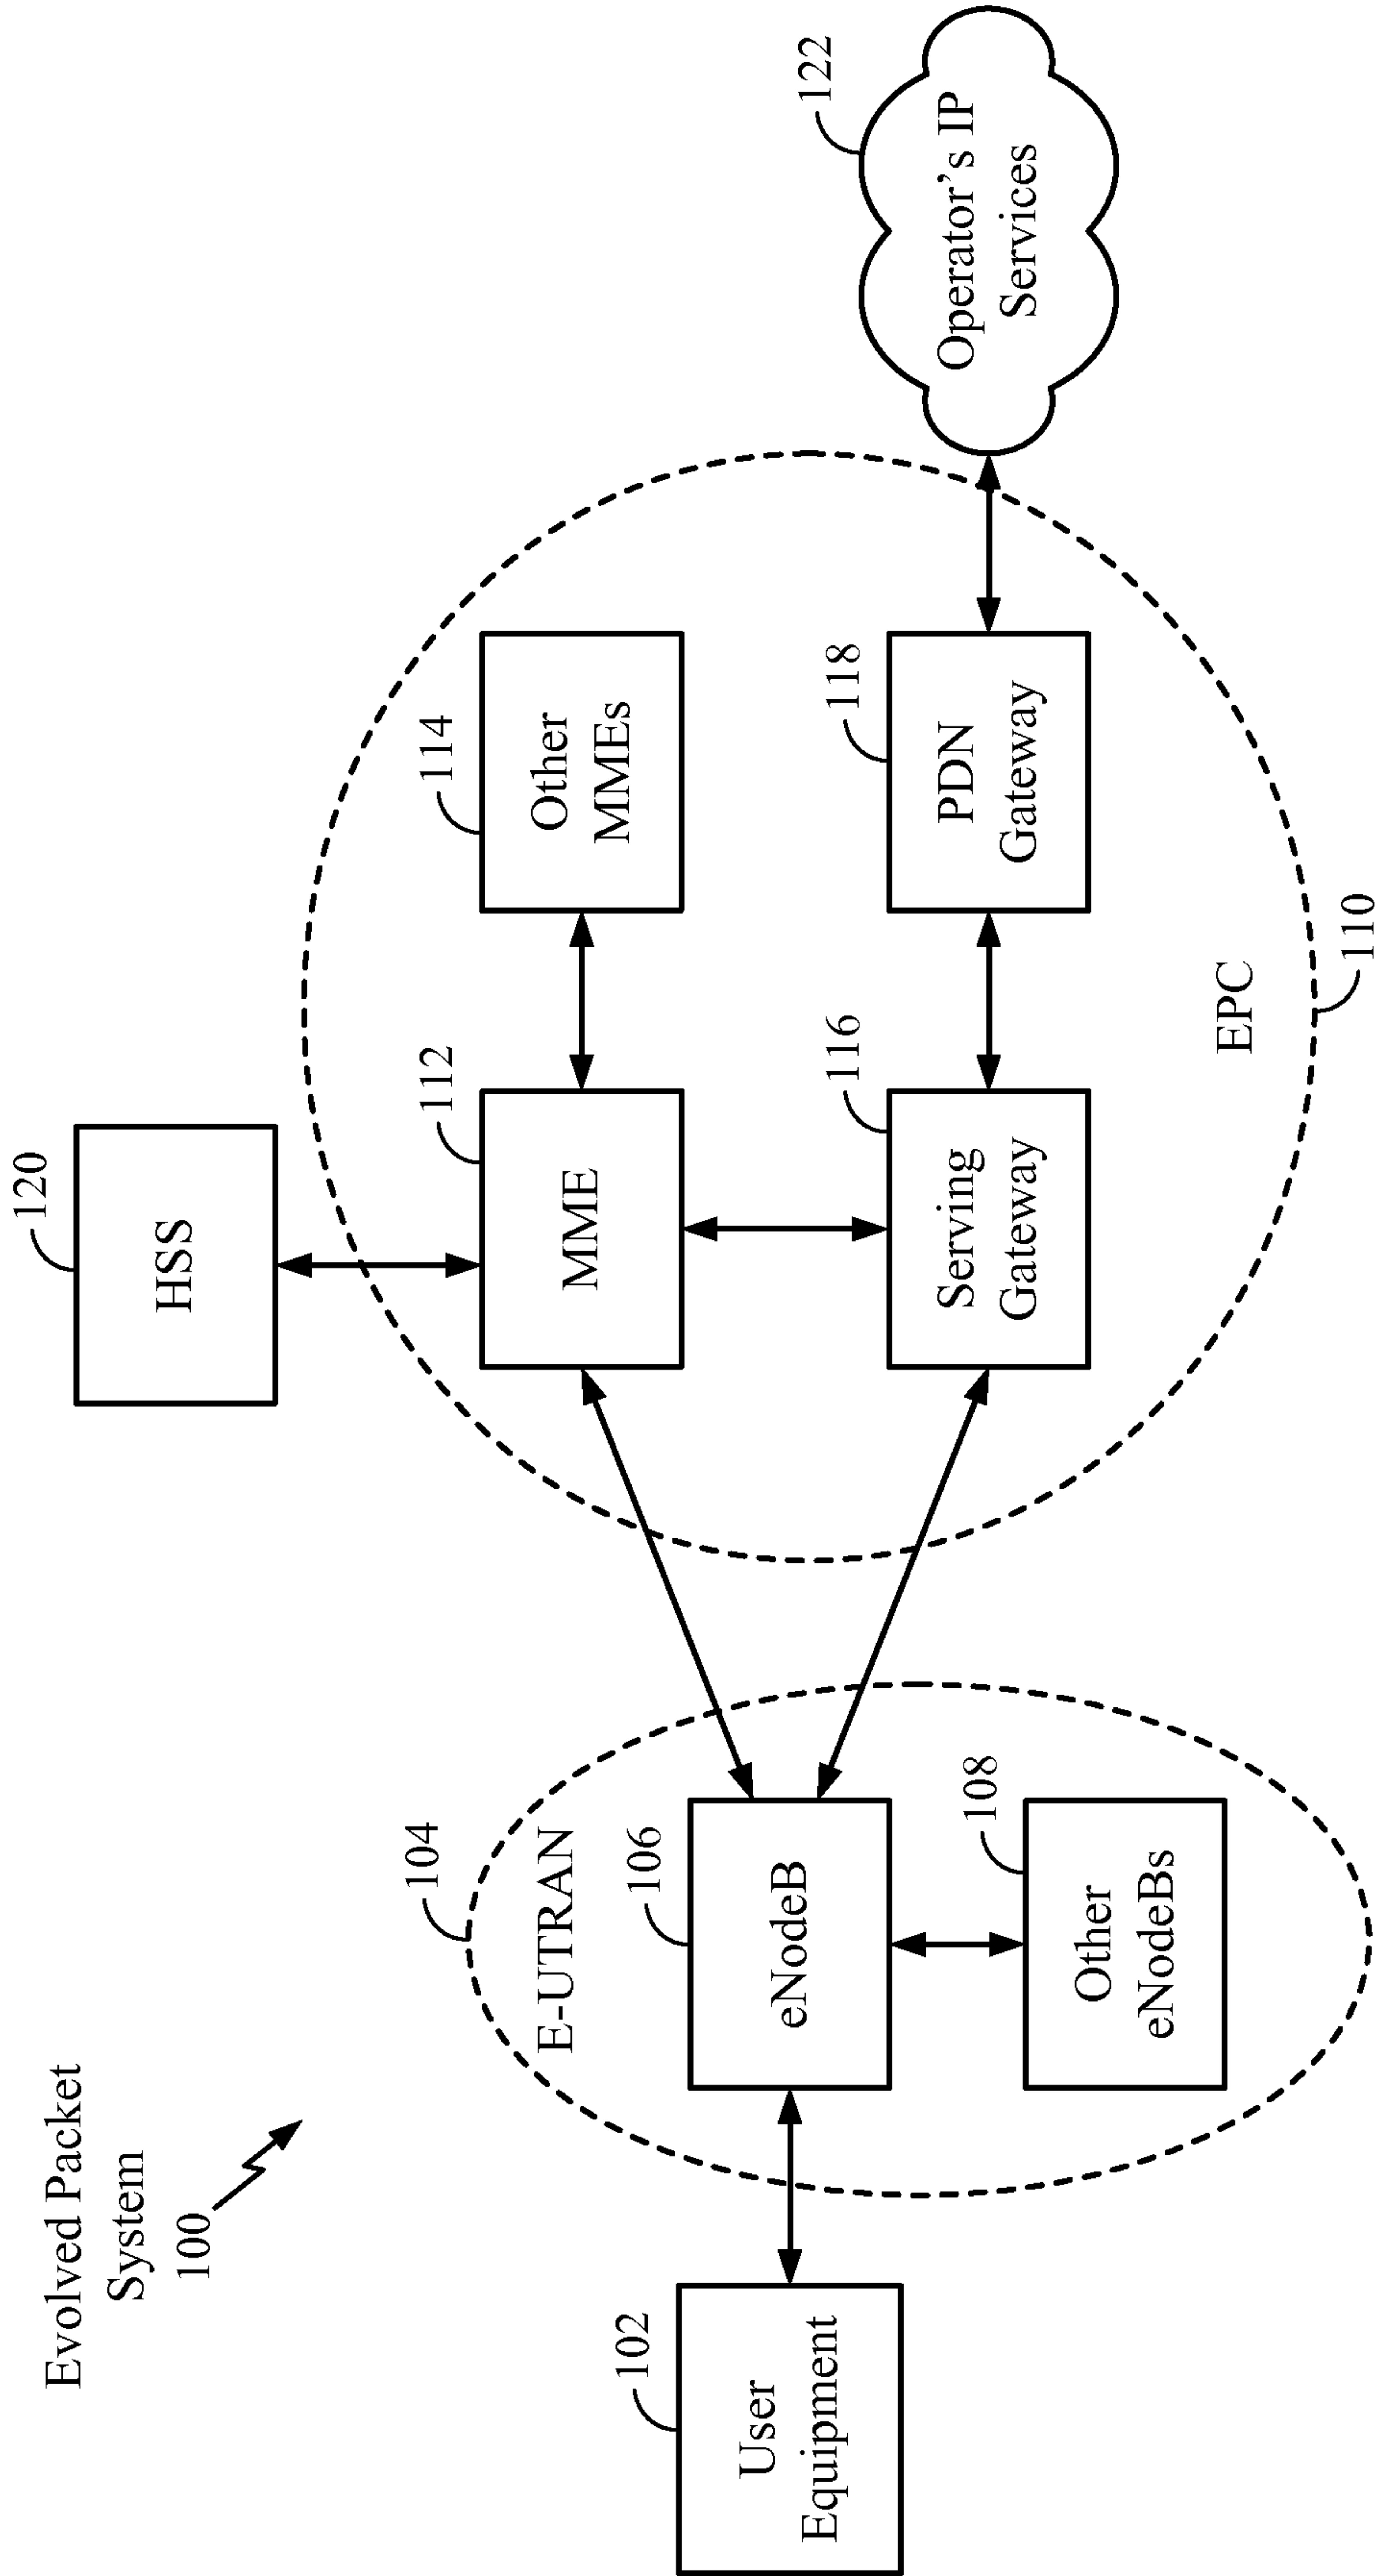 Evolved Packet
System
100
120
HSS
104
E-UTRAN
112
MME
114
Other
MMEs
102
User
Equipment
106
eNodeB
108
Other
eNodeBs
116
Serving
Gateway
118
PDN
Gateway
122
Operator's IP
Services
EPC
110